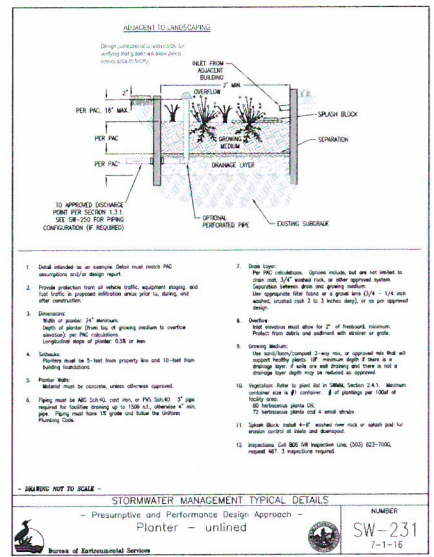 ADJACENT TO LANDSCAPING
Design professional is responsible for
verifying that planter will allow
INLET FROM
ADJACENT
BUILDING
2' MIN.
OVERFLOW
2"
PER PAC, 18" MAX
SPLASH BLOCK
PER PAC
GROWING
MEDIUM
SEPARATION
PER PAC
DRAINAGE LAYER
TO APPROVED DISCHARGE
POINT PER SECTION 1.3.1.
SEE SW-250 FOR PIPING
CONFIGURATION (IF REQUIRED)
OPTIONAL
PERFORATED PIPE
EXISTING SUBGRADE
1. Detail intended as an example. Detail must match PAC
assumptions and/or design report.
2. Provide protection from all vehicle traffic, equipment staging, and
foot traffic in proposed infiltration areas prior to, during, and
after construction.
3. Dimensions:
Width of planter: 24" minimum.
Depth of planter (from top of growing medium to overflow
elevation): per PAC calculations.
Longitudinal slope of planter: 0.5% or less.
4. Setbacks:
Planters must be 5-feet from property line and 10-feet from
building foundations.
5. Planter Walls:
Material must be concrete, unless otherwise approved.
6. Piping must be ABS Sch.40, cast iron, or PVC Sch.40. 3" pipe
required for facilities draining up to 1500 s.f., otherwise 4" min.
pipe. Piping must have 1% grade and follow the Uniform
Plumbing Code.
7. Drain Layer:
Per PAC calculations. Options include, but are not limited to
drain mat, 3/4" washed rock, or other approved system.
Separation between drain and growing medium:
Use appropriate filter fabric or a gravel lens (3/4 - 1/4 inch
washed, crushed rock 2 to 3 inches deep), or as per approved
design.
8. Overflow:
Inlet elevation must allow for 2" of freeboard, minimum.
Protect from debris and sediment with strainer or grate.
9. Growing Medium:
Use sand/loam/compost 3-way mix, or approved mix that will
support healthy plants. 18" minimum depth if there is a
drainage layer. If soils are well draining and there is not a
drainage layer depth may be reduced as approved.
10. Vegetation: Refer to plant list in SWMM, Section 2.4.1. Minimum
container size is #1 container. # of plantings per 100sf of
facility area:
80 herbaceous plants OR;
72 herbaceous plants and 4 small shrubs.
11. Splash Block: Install 4-6" washed river rock or splash pad for
erosion control at inlets and downspout.
12. Inspections: Call BDS IVR Inspection Line, (503) 823-7000,
request 487. 3 inspections required.
- DRAWING NOT TO SCALE -
STORMWATER MANAGEMENT TYPICAL DETAILS
- Presumptive and Performance Design Approach -
Planter - unlined
NUMBER
SW-231
7-1-16
Bureau of Environmental Services